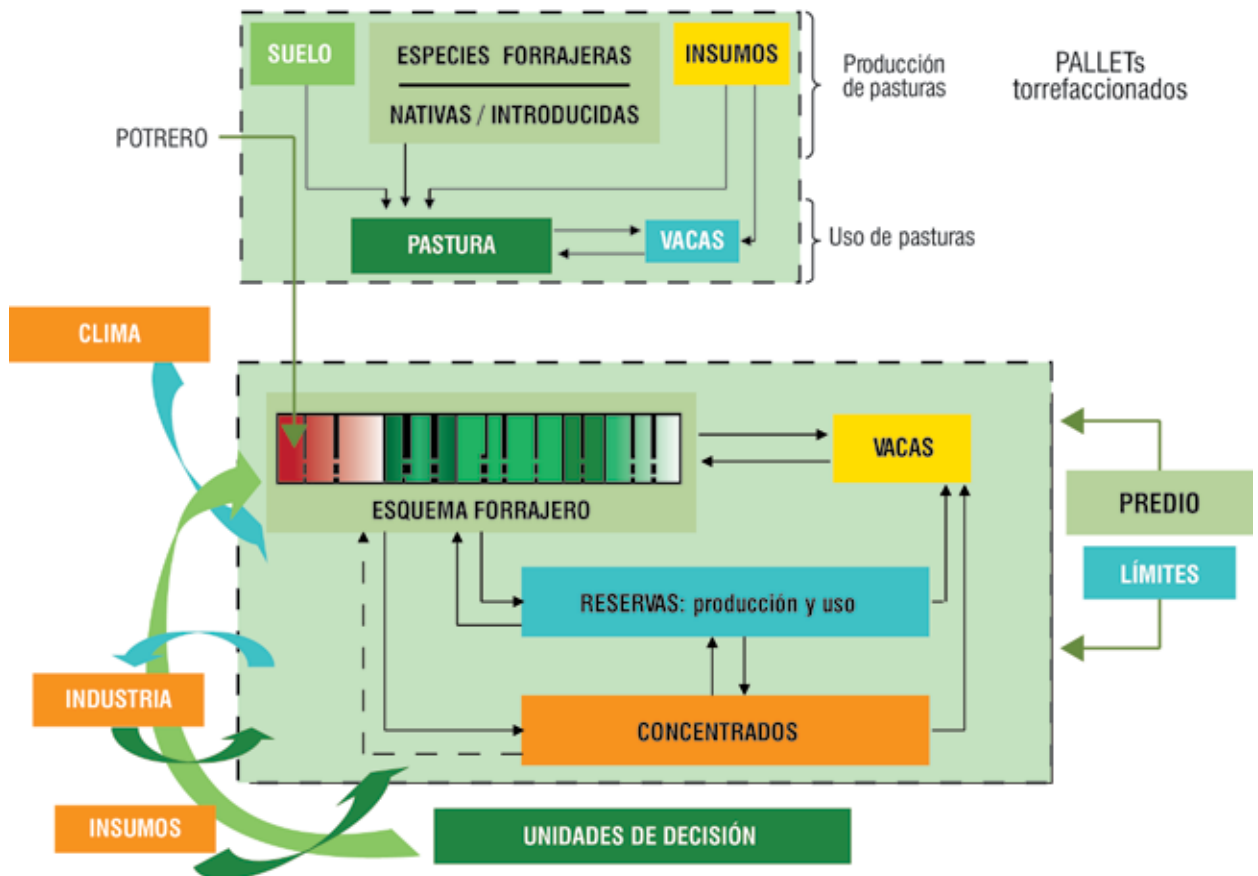 SUELO
ESPECIES FORRAJERAS
NATIVAS / INTRODUCIDAS
INSUMOS
Producción
de pasturas
PALLETs
torrefaccionados
POTRERO
PASTURA
VACAS
Uso de pasturas
CLIMA
ESQUEMA FORRAJERO
VACAS
PREDIO
LÍMITES
RESERVAS: producción y uso
INDUSTRIA
CONCENTRADOS
INSUMOS
UNIDADES DE DECISIÓN